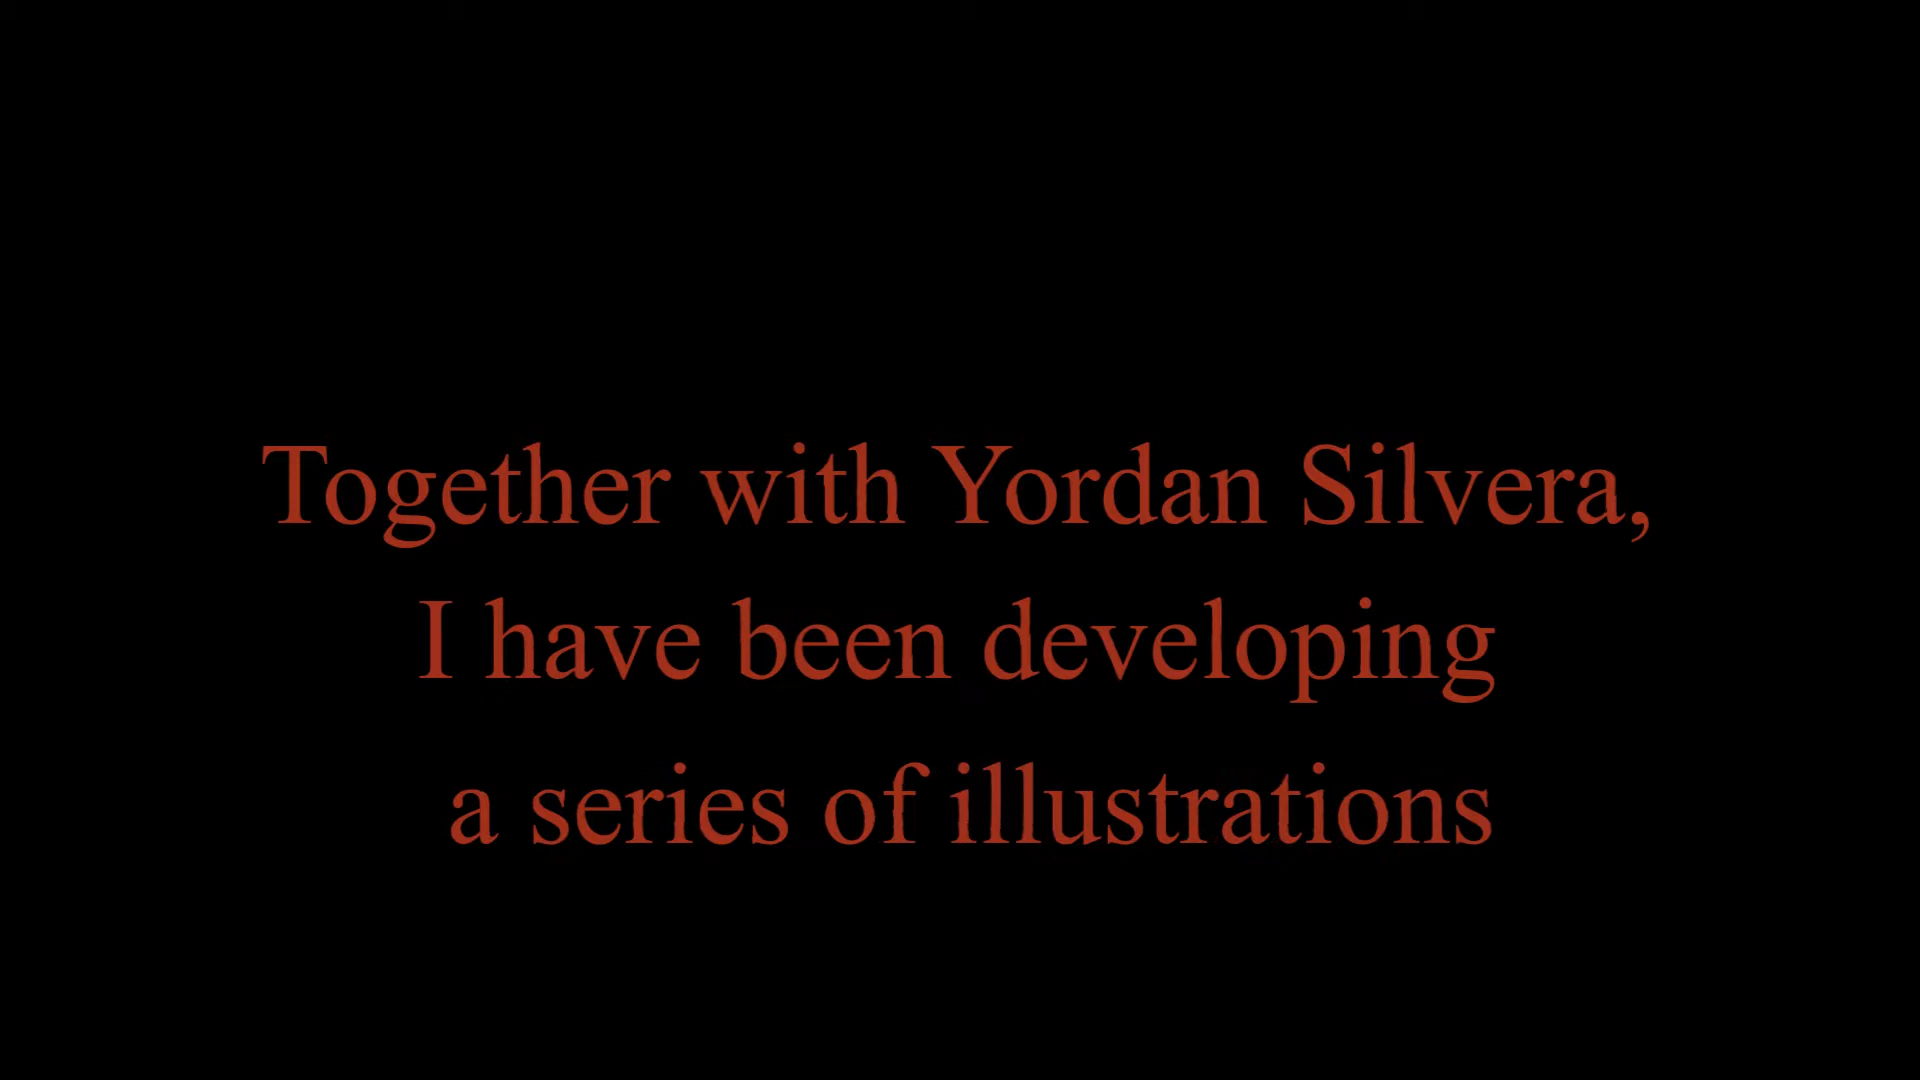 Together with Yordan Silvera,
I have been developing
a series of illustrations